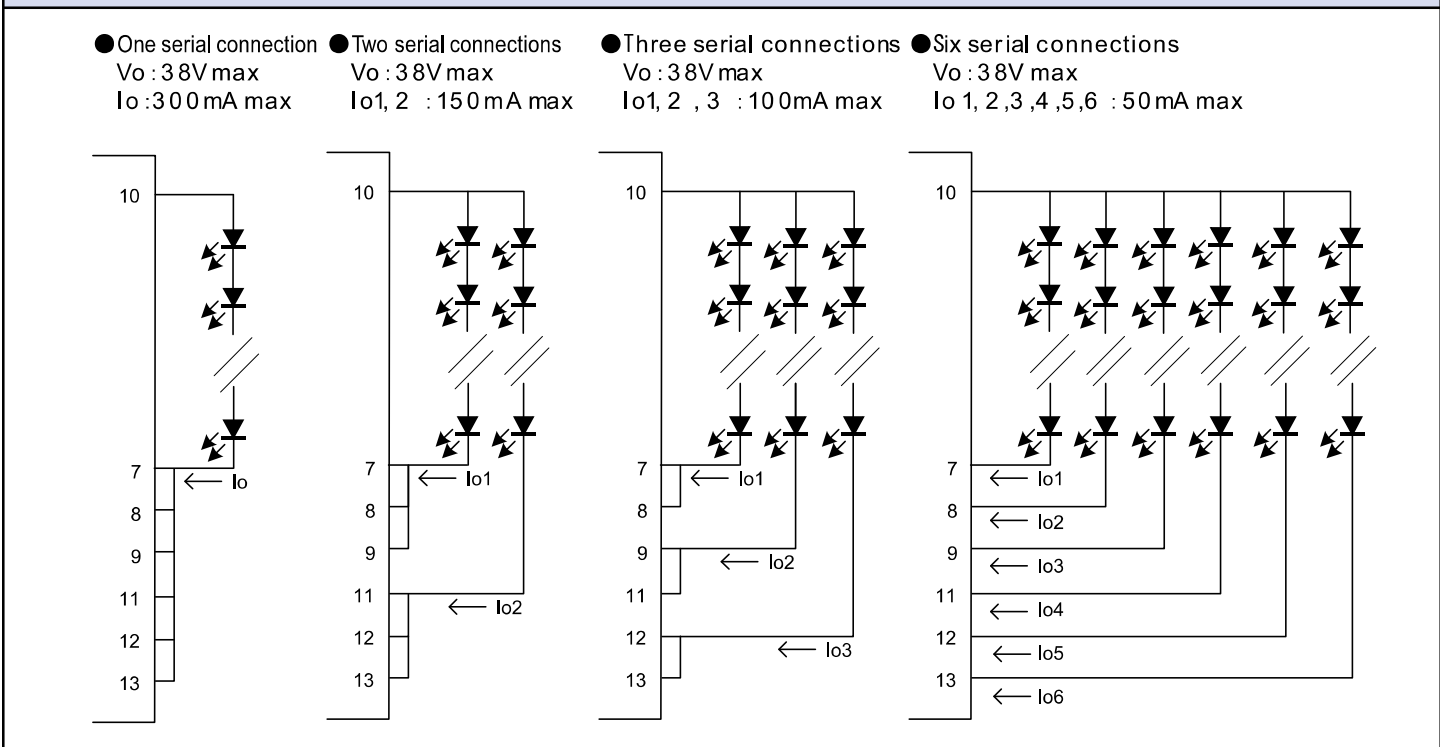 ●One serial connection
Vo : 38V max
Io :300mA max
10
7
8
9
11
12
13
Io
●Two serial connections
Vo : 38V max
Io1, 2 : 150mA max
10
7
8
9
11
12
13
Io1
Io2
●Three serial connections
Vo : 38V max
Io1, 2 , 3 : 100mA max
10
7
8
9
11
12
13
Io1
Io2
Io3
●Six serial connections
Vo : 38V max
Io 1, 2 ,3 ,4 ,5,6 : 50mA max
10
7
8
9
11
12
13
Io1
Io2
Io3
Io4
Io5
Io6